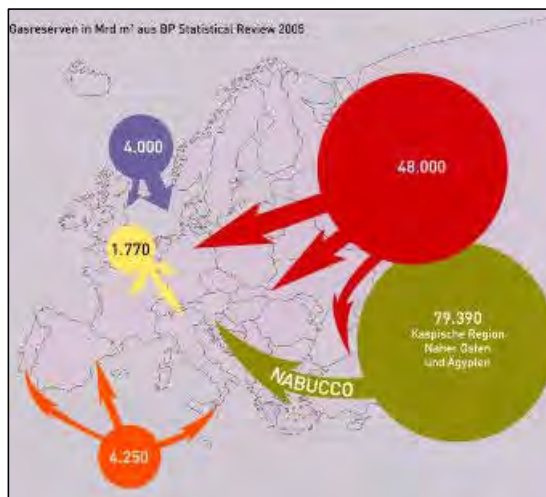 Gasreserven in Mrd m³ aus BP Statistical Review 2005
4.000
48.000
1.770
79.390
Kaspische Region
Naher Osten
und Ägypten
NABUCCO
4.250